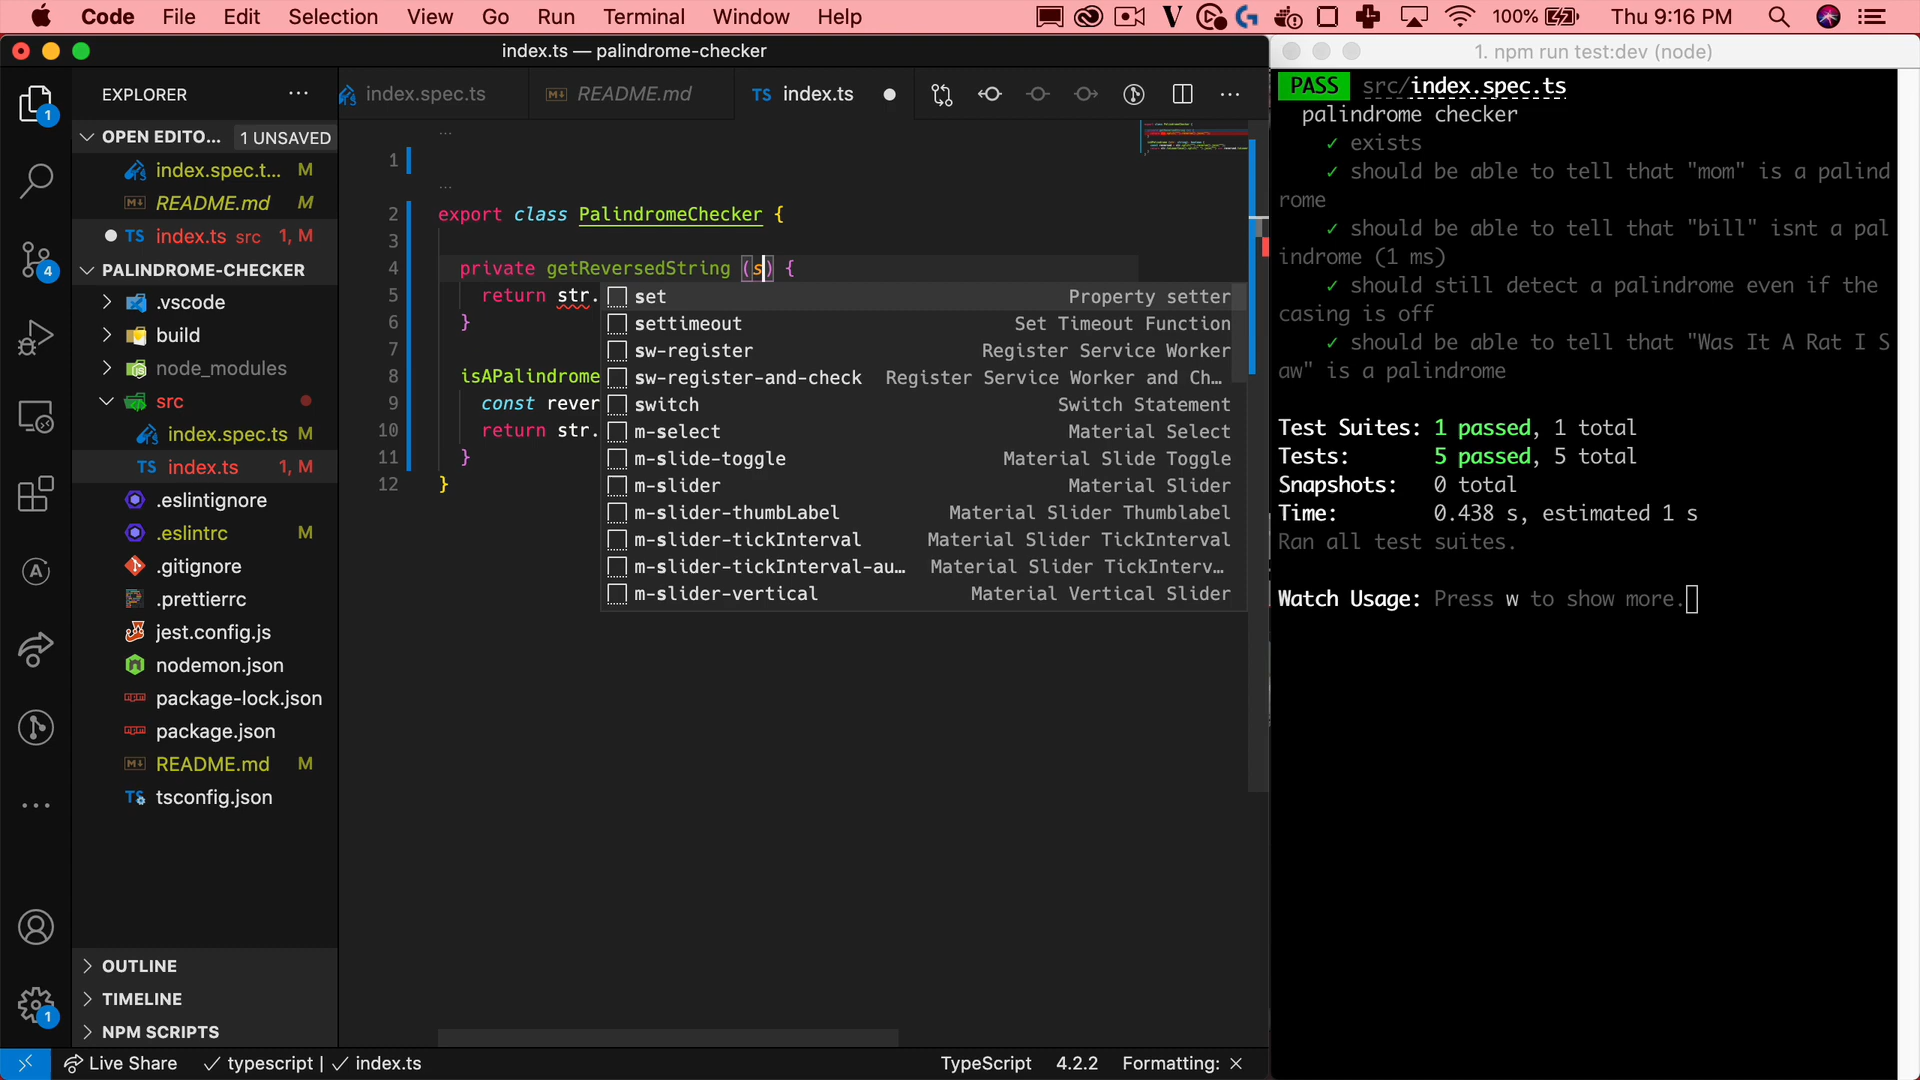 Code File Edit Selection View Go Run Terminal Window Help 100% Thu 9:16 PM
index.ts — palindrome-checker
EXPLORER
OPEN EDITO... 1 UNSAVED
index.spec.t... M
README.md M
TS index.ts src 1, M
PALINDROME-CHECKER
.vscode
build
node_modules
src
index.spec.ts M
TS index.ts 1, M
.eslintignore
.eslintrc M
.gitignore
.prettierrc
jest.config.js
nodemon.json
package-lock.json
package.json
README.md M
tsconfig.json
OUTLINE
TIMELINE
NPM SCRIPTS
1
4
1
index.spec.ts README.md TS index.ts
1
2 export class PalindromeChecker {
3
4 private getReversedString (s) {
5 return str.
6 }
7
8 isAPalindrome
9 const rever
10 return str.
11 }
12 }
set Property setter
settimeout Set Timeout Function
sw-register Register Service Worker
sw-register-and-check Register Service Worker and Ch...
switch Switch Statement
m-select Material Select
m-slide-toggle Material Slide Toggle
m-slider Material Slider
m-slider-thumbLabel Material Slider Thumblabel
m-slider-tickInterval Material Slider TickInterval
m-slider-tickInterval-au... Material Slider TickInterv...
m-slider-vertical Material Vertical Slider
Live Share typescript | index.ts TypeScript 4.2.2 Formatting: ×
1. npm run test:dev (node)
PASS src/index.spec.ts
palindrome checker
✓ exists
✓ should be able to tell that "mom" is a palind
rome
✓ should be able to tell that "bill" isnt a pal
indrome (1 ms)
✓ should still detect a palindrome even if the
casing is off
✓ should be able to tell that "Was It A Rat I S
aw" is a palindrome
Test Suites: 1 passed, 1 total
Tests: 5 passed, 5 total
Snapshots: 0 total
Time: 0.438 s, estimated 1 s
Ran all test suites.
Watch Usage: Press w to show more.